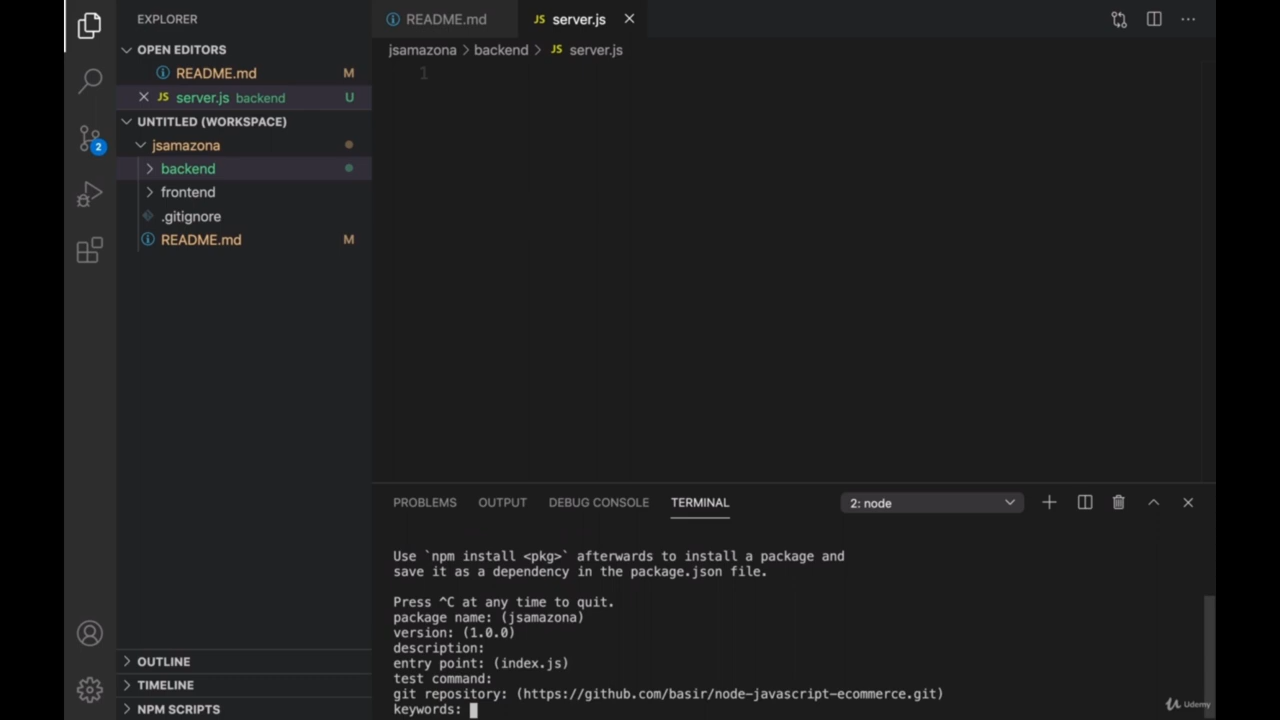 EXPLORER
OPEN EDITORS
README.md M
JS server.js backend U
UNTITLED (WORKSPACE)
jsamazona
backend
frontend
.gitignore
README.md M
2
OUTLINE
TIMELINE
NPM SCRIPTS
README.md JS server.js
jsamazona > backend > JS server.js
1
PROBLEMS OUTPUT DEBUG CONSOLE TERMINAL 2: node
Use `npm install <pkg>` afterwards to install a package and
save it as a dependency in the package.json file.
Press ^C at any time to quit.
package name: (jsamazona)
version: (1.0.0)
description:
entry point: (index.js)
test command:
git repository: (https://github.com/basir/node-javascript-ecommerce.git)
keywords:
Udemy